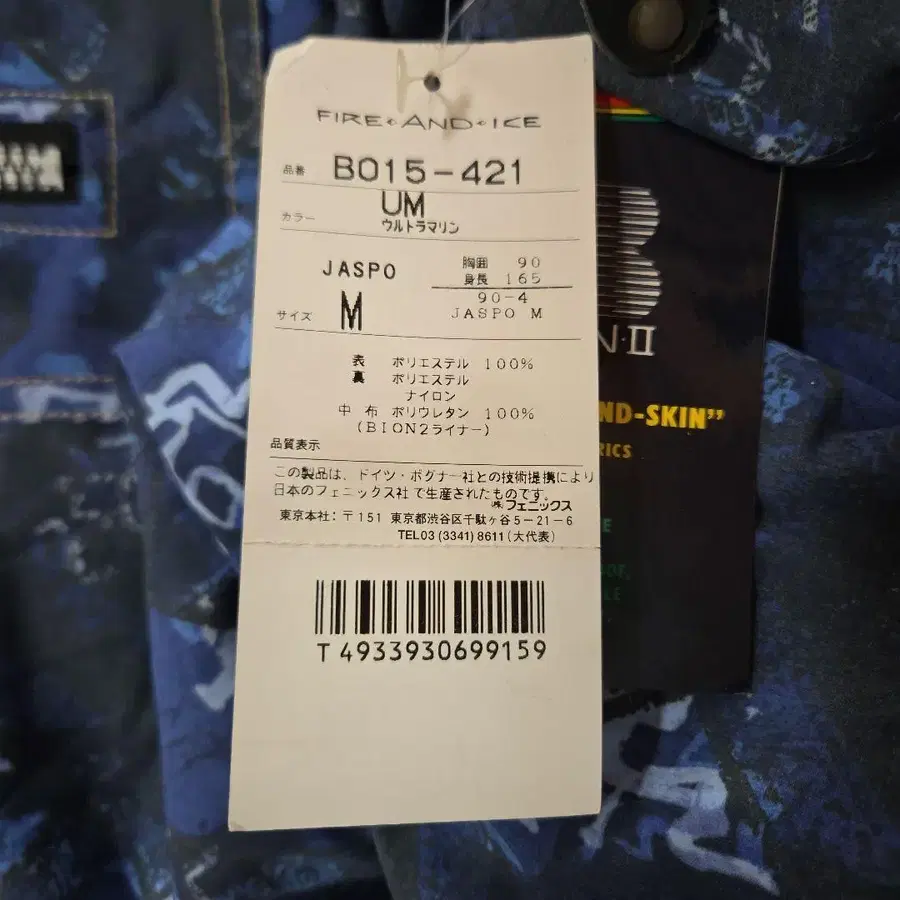 FIRE・AND・ICE
品番 BO15-421
カラー UM
ウルトラマリン
JASPO
胸囲 90
身長 165
サイズ M
90-4
JASPO M
表 ポリエステル 100%
裏 ポリエステル
ナイロン
中 布 ポリウレタン 100%
(BION2ライナー)
品質表示
この製品は、ドイツ・ボグナー社との技術提携により
日本のフェニックス社で生産されたものです。
㈱フェニックス
東京本社:〒151 東京都渋谷区千駄ヶ谷5-21-6
TEL03(3341)8611(大代表)
T 4933930699159
B
N・II
ND-SKIN"
RICS